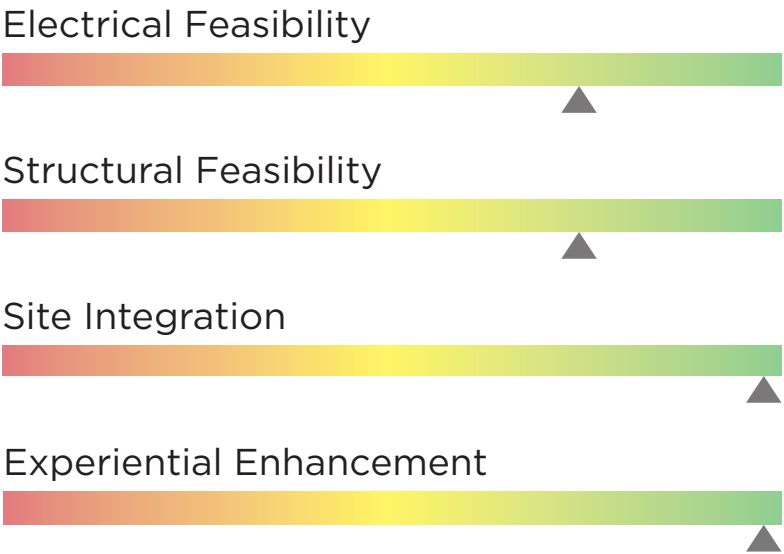 Electrical Feasibility
Structural Feasibility
Site Integration
Experiential Enhancement